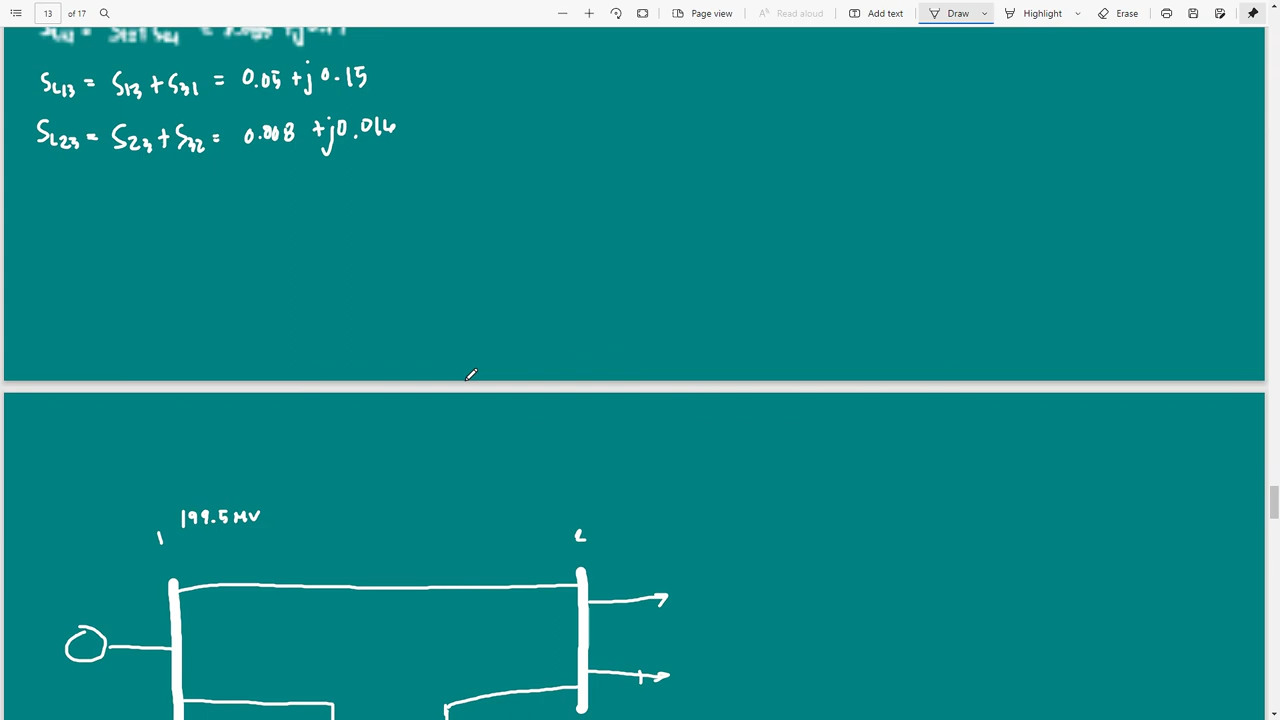 13 of 17 Page view Read aloud Add text Draw Highlight Erase
SL13 = S13 + S31 = 0.05 + j0.15
SL23 = S23 + S32 = 0.008 + j0.016
199.5 MV
1 2